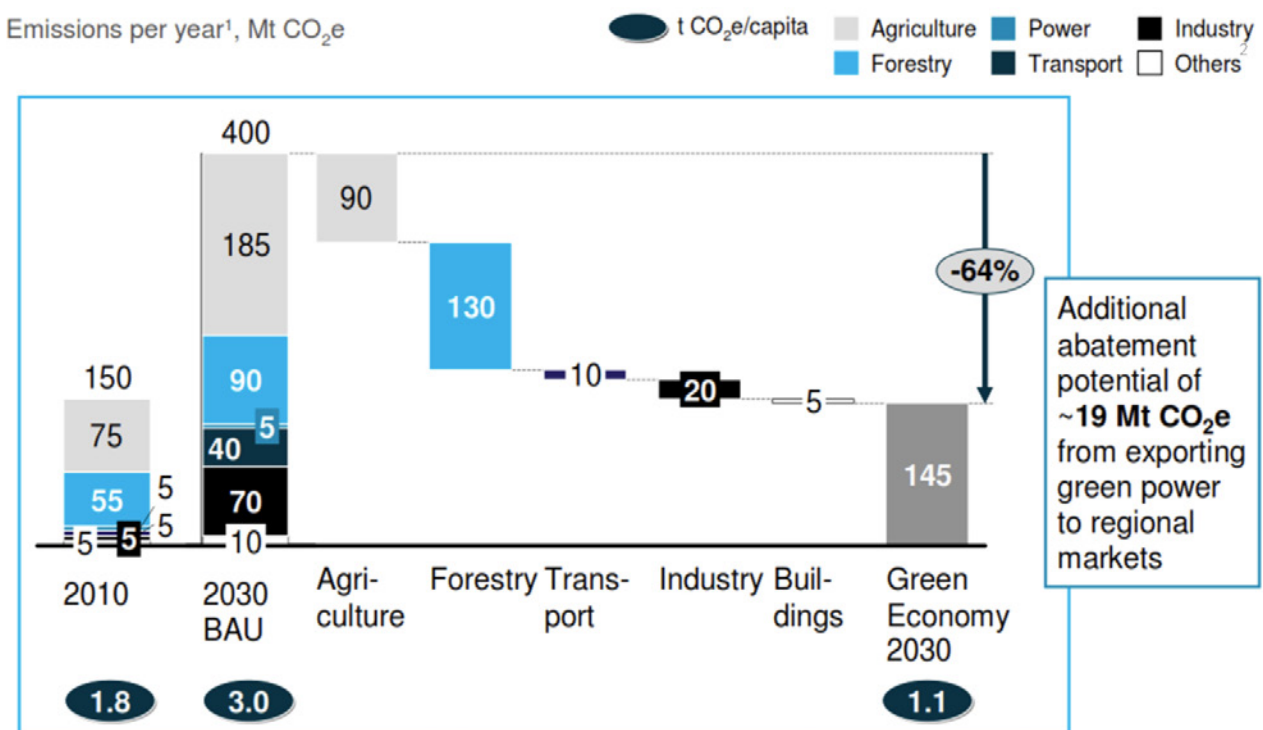 Emissions per year¹, Mt CO₂e
t CO₂e/capita
Agriculture
Power
Industry
Forestry
Transport
Others²
400
90
185
-64%
130
150
90
10
20
5
75
5
40
145
55
5
70
5
5
5
10
2010
2030
BAU
Agri-
culture
Forestry
Trans-
port
Industry
Buil-
dings
Green
Economy
2030
1.8
3.0
1.1
Additional
abatement
potential of
~19 Mt CO₂e
from exporting
green power
to regional
markets